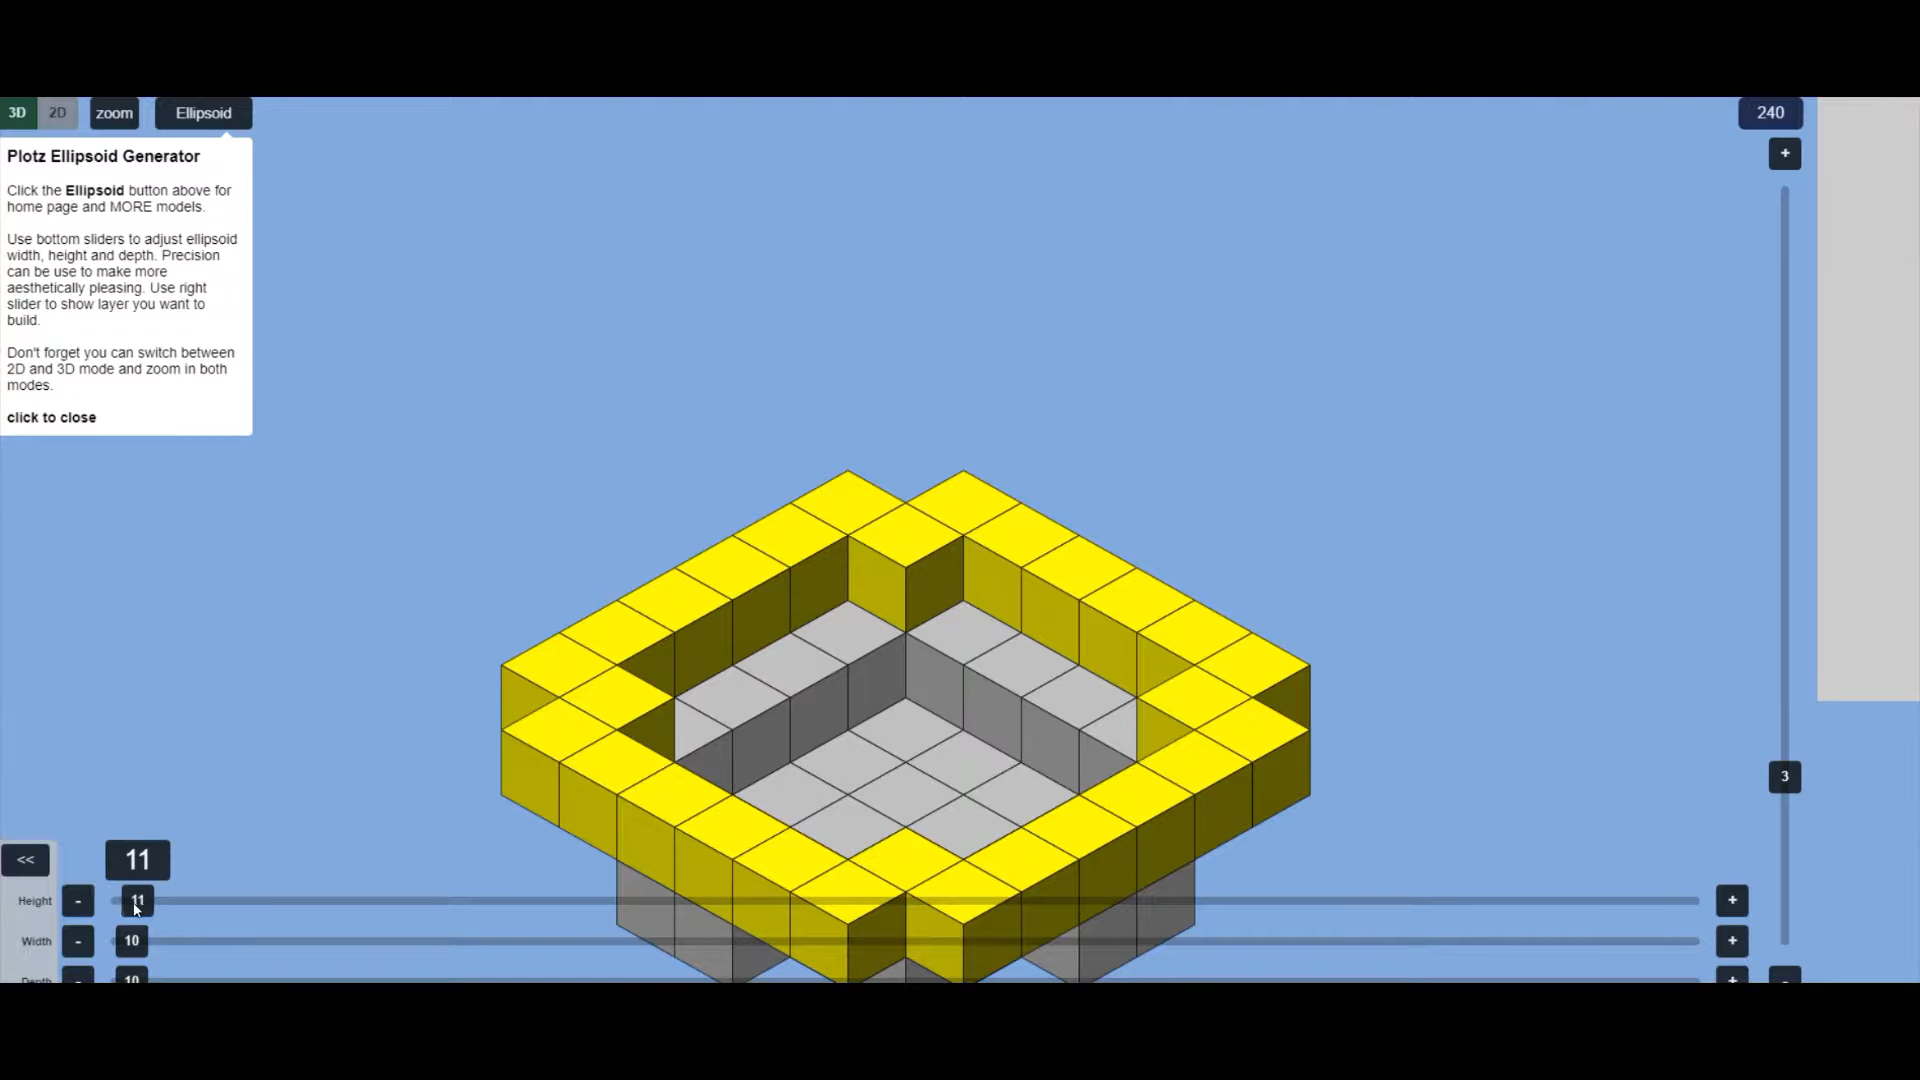 3D 2D zoom Ellipsoid 240
+
Plotz Ellipsoid Generator
Click the Ellipsoid button above for
home page and MORE models.
Use bottom sliders to adjust ellipsoid
width, height and depth. Precision
can be use to make more
aesthetically pleasing. Use right
slider to show layer you want to
build.
Don't forget you can switch between
2D and 3D mode and zoom in both
modes.
click to close
3
<< 11
Height - 11 +
Width - 10 +
Depth - 10 + -